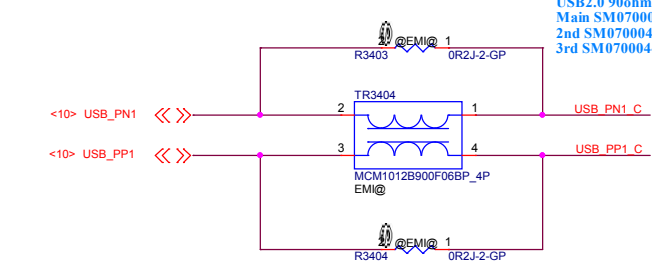 USB2.0 90ohm
Main SM07000
2nd SM070004
3rd SM070004
@EMI@ 1
R3403 0R2J-2-GP
TR3404
<10> USB_PN1 2 1 USB_PN1_C
<10> USB_PP1 3 4 USB_PP1_C
MCM1012B900F06BP_4P
EMI@
@EMI@ 1
R3404 0R2J-2-GP